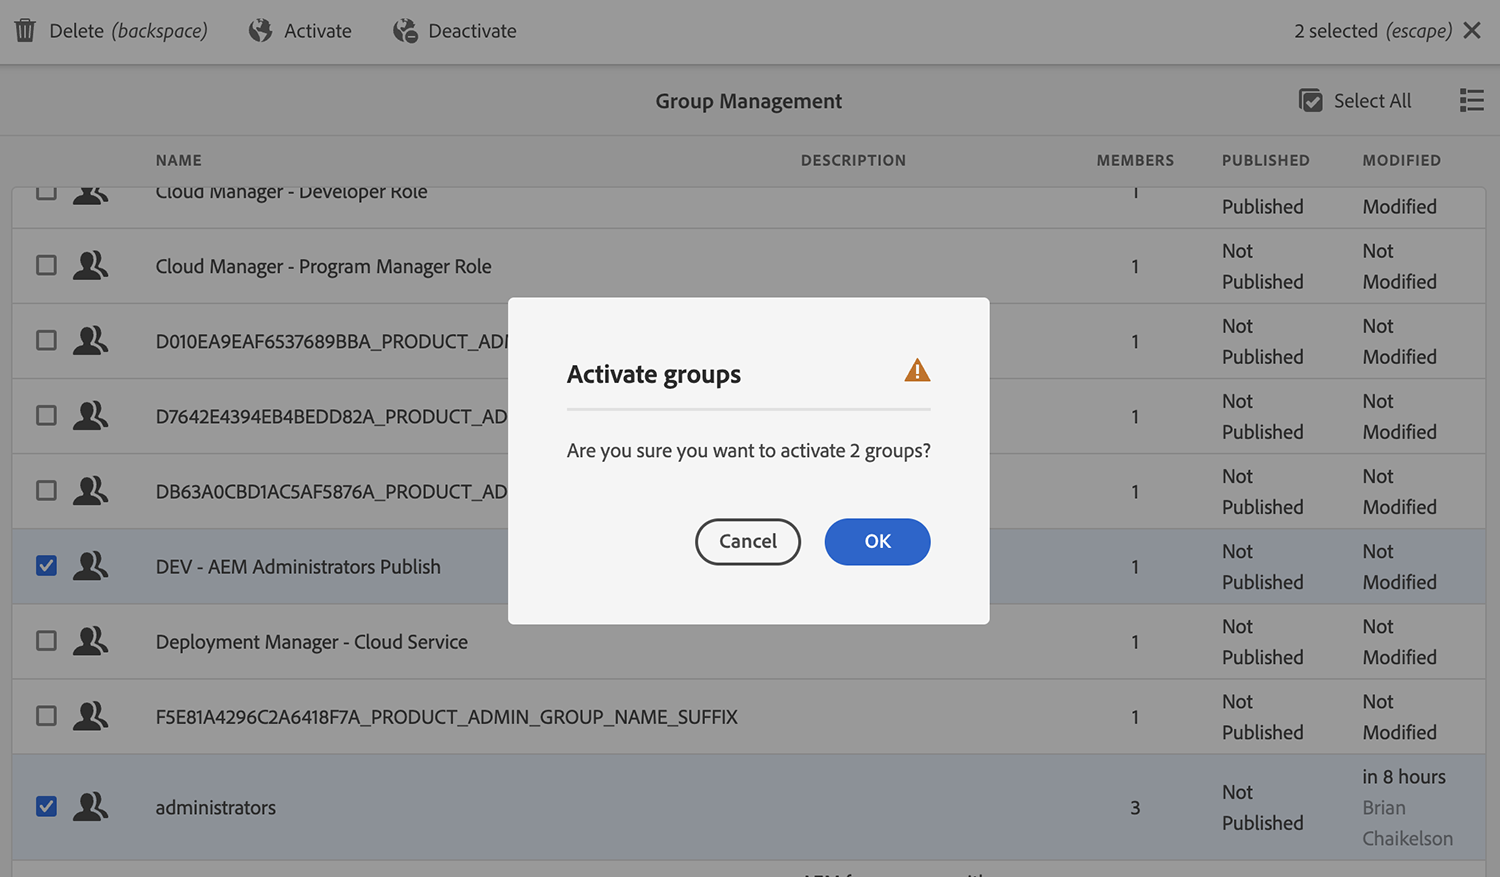 Delete (backspace) Activate Deactivate 2 selected (escape)
Group Management Select All
NAME DESCRIPTION MEMBERS PUBLISHED MODIFIED
Cloud Manager - Developer Role 1
Published Modified
Not Not
Cloud Manager - Program Manager Role 1
Published Modified
Not Not
D010EA9EAF6537689BBA_PRODUCT_ADM 1
Published Modified
Not Not
D7642E4394EB4BEDD82A_PRODUCT_AD 1
Published Modified
Not Not
DB63A0CBD1AC5AF5876A_PRODUCT_AD 1
Published Modified
Not Not
DEV - AEM Administrators Publish 1
Published Modified
Not Not
Deployment Manager - Cloud Service 1
Published Modified
Not Not
F5E81A4296C2A6418F7A_PRODUCT_ADMIN_GROUP_NAME_SUFFIX 1
Published Modified
in 8 hours
Not
administrators 3 Brian
Published
Chaikelson
Activate groups
Are you sure you want to activate 2 groups?
Cancel OK